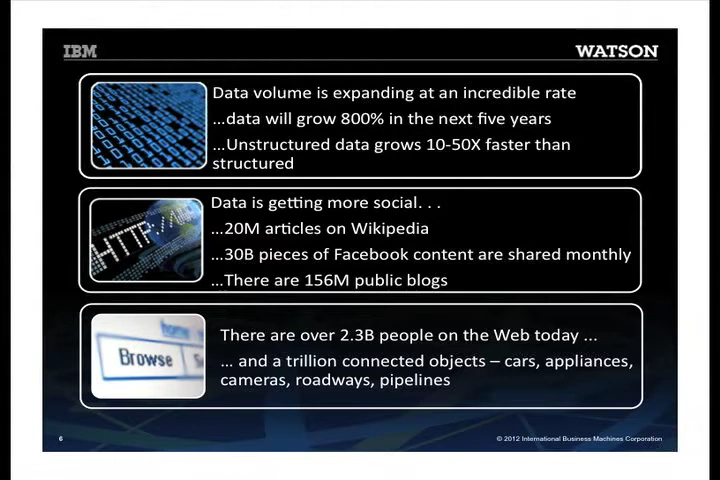 IBM
WATSON
Data volume is expanding at an incredible rate
...data will grow 800% in the next five years
...Unstructured data grows 10-50X faster than
structured
HTTP://W
Data is getting more social. . .
...20M articles on Wikipedia
...30B pieces of Facebook content are shared monthly
...There are 156M public blogs
home
Browse
There are over 2.3B people on the Web today ...
... and a trillion connected objects – cars, appliances,
cameras, roadways, pipelines
6
© 2012 International Business Machines Corporation